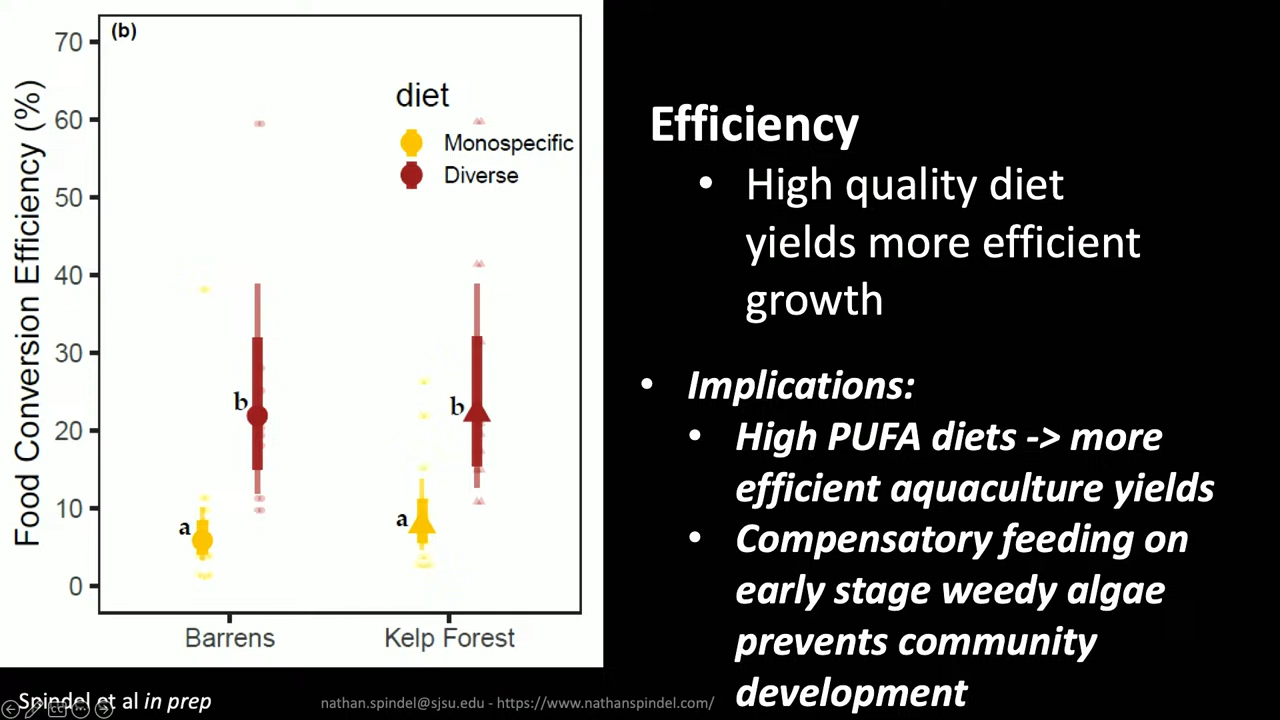 (b)
70
60
50
40
30
20
10
0
Food Conversion Efficiency (%)
diet
Monospecific
Diverse
b
b
a
a
Barrens
Kelp Forest
Efficiency
• High quality diet
yields more efficient
growth
• Implications:
• High PUFA diets -> more
efficient aquaculture yields
• Compensatory feeding on
early stage weedy algae
prevents community
development
Spindel et al in prep
nathan.spindel@sjsu.edu - https://www.nathanspindel.com/